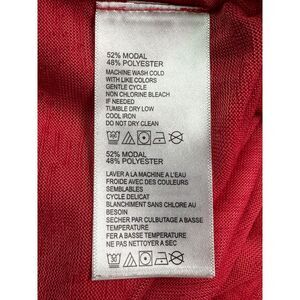 52% MODAL
48% POLYESTER
MACHINE WASH COLD
WITH LIKE COLORS
GENTLE CYCLE
NON CHLORINE BLEACH
IF NEEDED
TUMBLE DRY LOW
COOL IRON
DO NOT DRY CLEAN
52% MODAL
48% POLYESTER
LAVER A LA MACHINE A L'EAU
FROIDE AVEC DES COULEURS
SEMBLABLES
CYCLE DELICAT
BLANCHIMENT SANS CHLORE AU
BESOIN
SECHER PAR CULBUTAGE A BASSE
TEMPERATURE
FER A BASSE TEMPERATURE
NE PAS NETTOYER A SEC